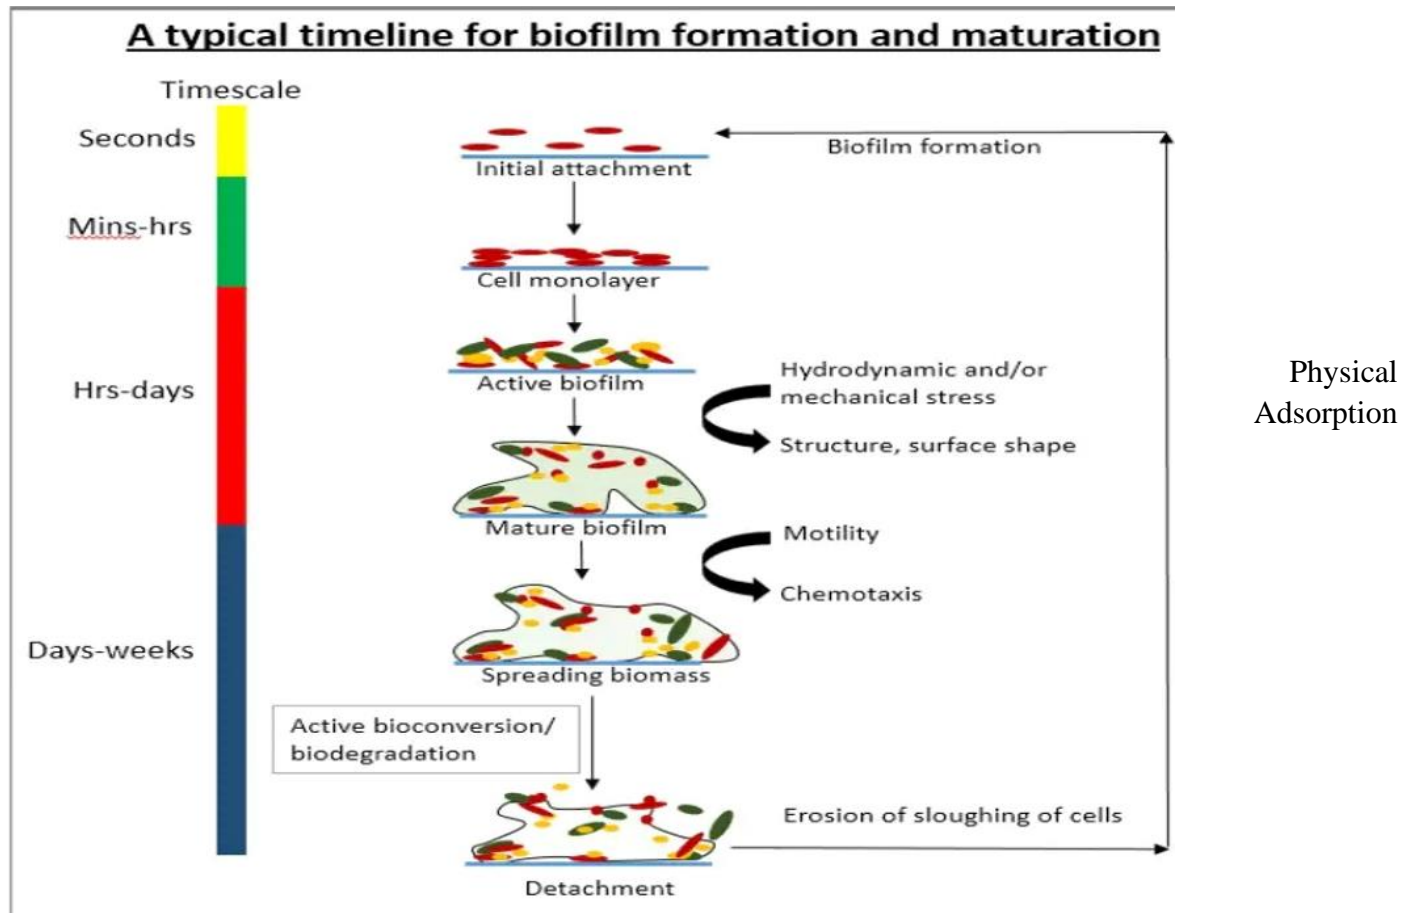 A typical timeline for biofilm formation and maturation
Timescale
Seconds
Initial attachment
Biofilm formation
Mins-hrs
Cell monolayer
Hrs-days
Active biofilm
Hydrodynamic and/or
mechanical stress
Structure, surface shape
Mature biofilm
Motility
Chemotaxis
Days-weeks
Spreading biomass
Active bioconversion/
biodegradation
Erosion of sloughing of cells
Detachment
Physical
Adsorption